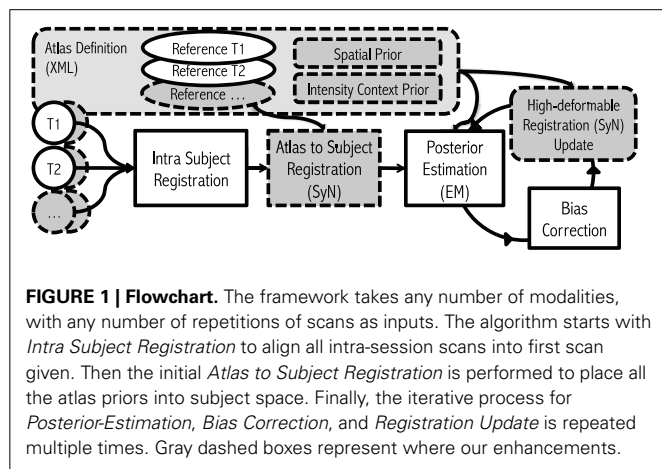 Atlas Definition
(XML)
Reference T1
Reference T2
Reference ...
Spatial Prior
Intensity Context Prior
T1
T2
...
Intra Subject
Registration
Atlas to Subject
Registration
(SyN)
Posterior
Estimation
(EM)
High-deformable
Registration (SyN)
Update
Bias
Correction
FIGURE 1 | Flowchart. The framework takes any number of modalities,
with any number of repetitions of scans as inputs. The algorithm starts with
Intra Subject Registration to align all intra-session scans into first scan
given. Then the initial Atlas to Subject Registration is performed to place all
the atlas priors into subject space. Finally, the iterative process for
Posterior-Estimation, Bias Correction, and Registration Update is repeated
multiple times. Gray dashed boxes represent where our enhancements.